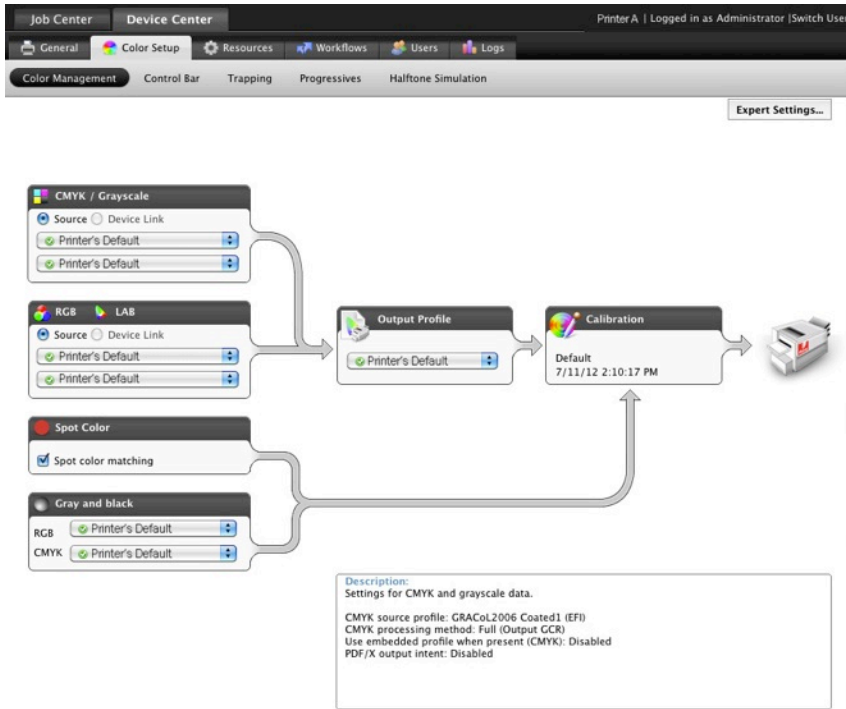 Job Center Device Center Printer A | Logged in as Administrator |Switch User
General Color Setup Resources Workflows Users Logs
Color Management Control Bar Trapping Progressives Halftone Simulation
Expert Settings...
CMYK / Grayscale
Source Device Link
Printer's Default
Printer's Default
RGB LAB
Source Device Link
Printer's Default
Printer's Default
Output Profile
Printer's Default
Calibration
Default
7/11/12 2:10:17 PM
Spot Color
Spot color matching
Gray and black
RGB Printer's Default
CMYK Printer's Default
Description:
Settings for CMYK and grayscale data.
CMYK source profile: GRACoL2006 Coated1 (EFI)
CMYK processing method: Full (Output GCR)
Use embedded profile when present (CMYK): Disabled
PDF/X output intent: Disabled